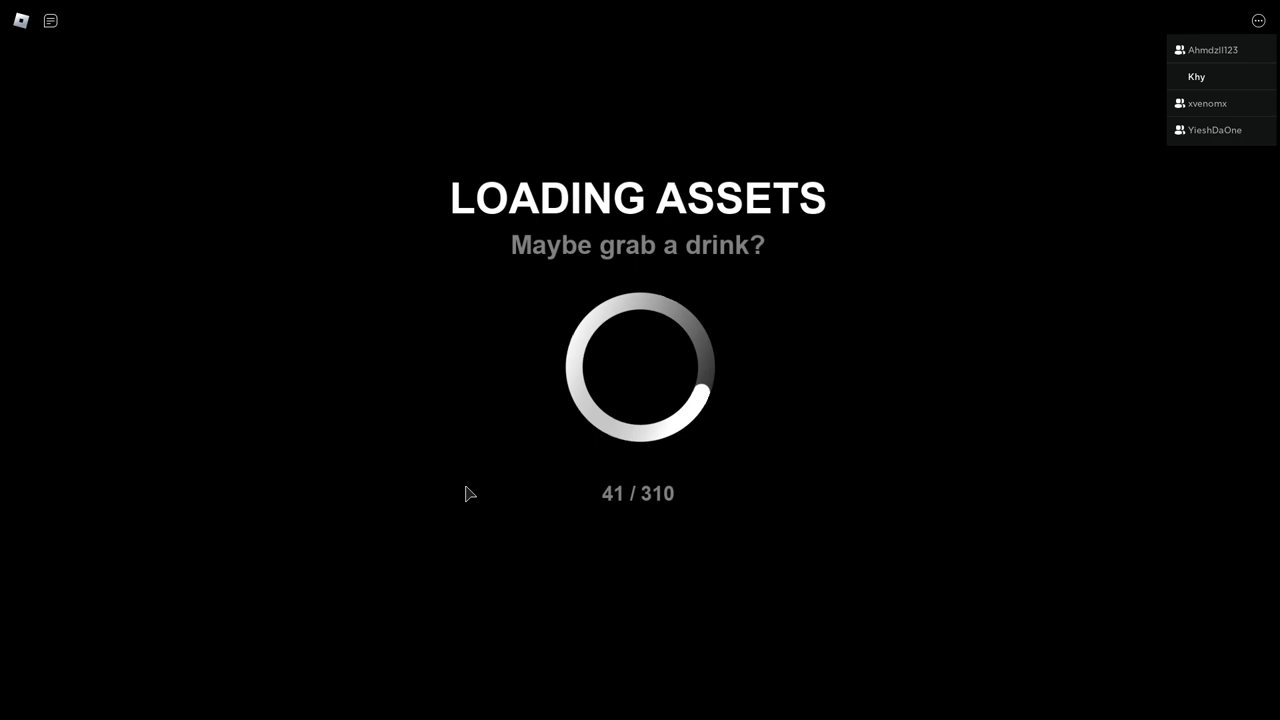 Ahmdzll123
Khy
xvenomx
YieshDaOne
LOADING ASSETS
Maybe grab a drink?
41 / 310